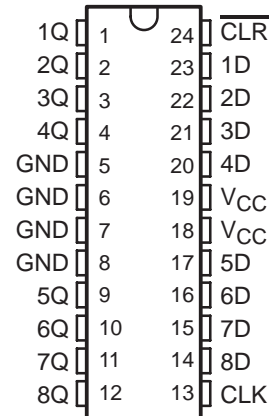 1Q 1 24 CLR
2Q 2 23 1D
3Q 3 22 2D
4Q 4 21 3D
GND 5 20 4D
GND 6 19 VCC
GND 7 18 VCC
GND 8 17 5D
5Q 9 16 6D
6Q 10 15 7D
7Q 11 14 8D
8Q 12 13 CLK